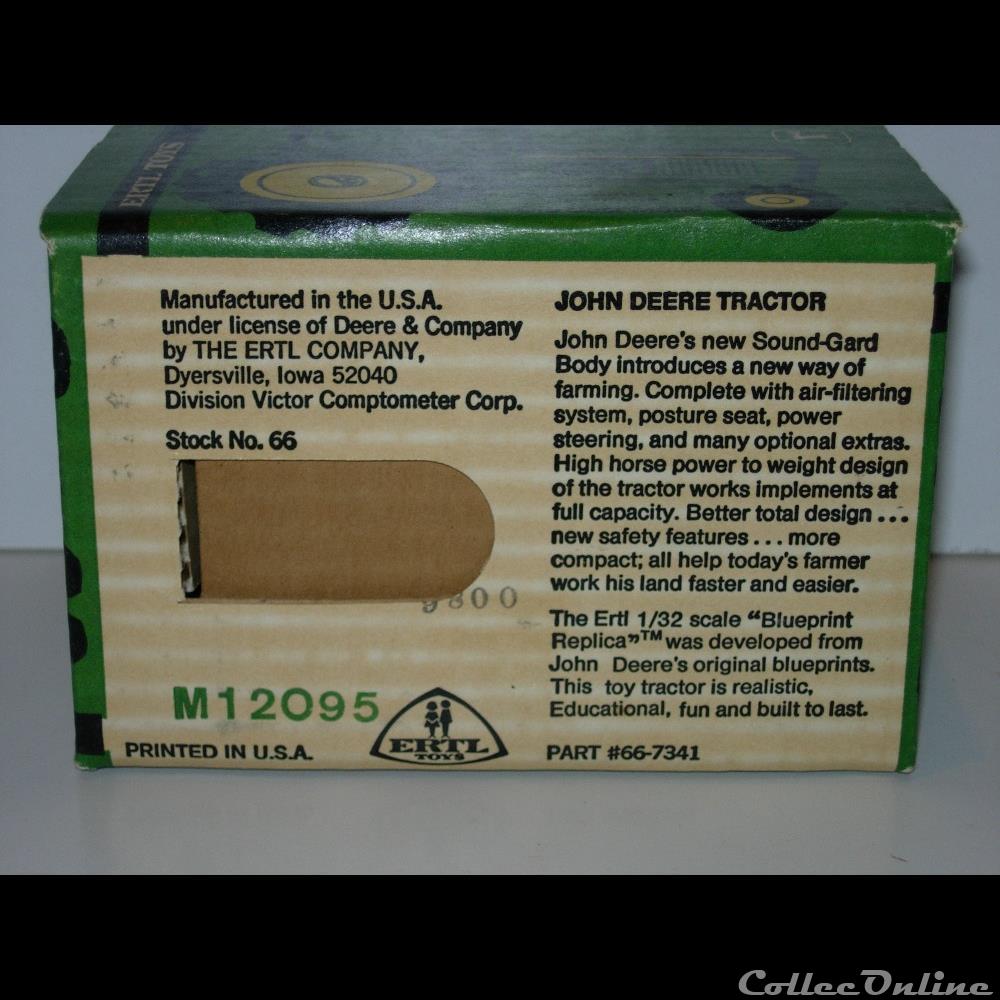 ERTL TOYS
Manufactured in the U.S.A.
under license of Deere & Company
by THE ERTL COMPANY,
Dyersville, Iowa 52040
Division Victor Comptometer Corp.
Stock No. 66
9800
M12095
ERTL
TOYS
PRINTED IN U.S.A.
JOHN DEERE TRACTOR
John Deere's new Sound-Gard
Body introduces a new way of
farming. Complete with air-filtering
system, posture seat, power
steering, and many optional extras.
High horse power to weight design
of the tractor works implements at
full capacity. Better total design ...
new safety features ... more
compact; all help today's farmer
work his land faster and easier.
The Ertl 1/32 scale “Blueprint
Replica”™ was developed from
John Deere's original blueprints.
This toy tractor is realistic,
Educational, fun and built to last.
PART #66-7341
CollecOnline